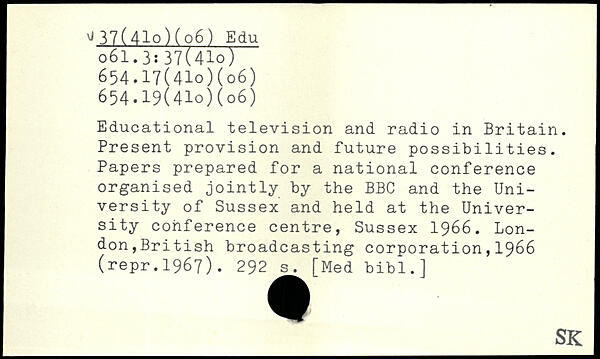 √ 37(41o)(o6) Edu
o61.3:37(41o)
654.17(41o)(o6)
654.19(41o)(o6)
Educational television and radio in Britain.
Present provision and future possibilities.
Papers prepared for a national conference
organised jointly by the BBC and the Uni-
versity of Sussex and held at the Univer-
sity conference centre, Sussex 1966. Lon-
don,British broadcasting corporation,1966
(repr.1967). 292 s. [Med bibl.]
SK